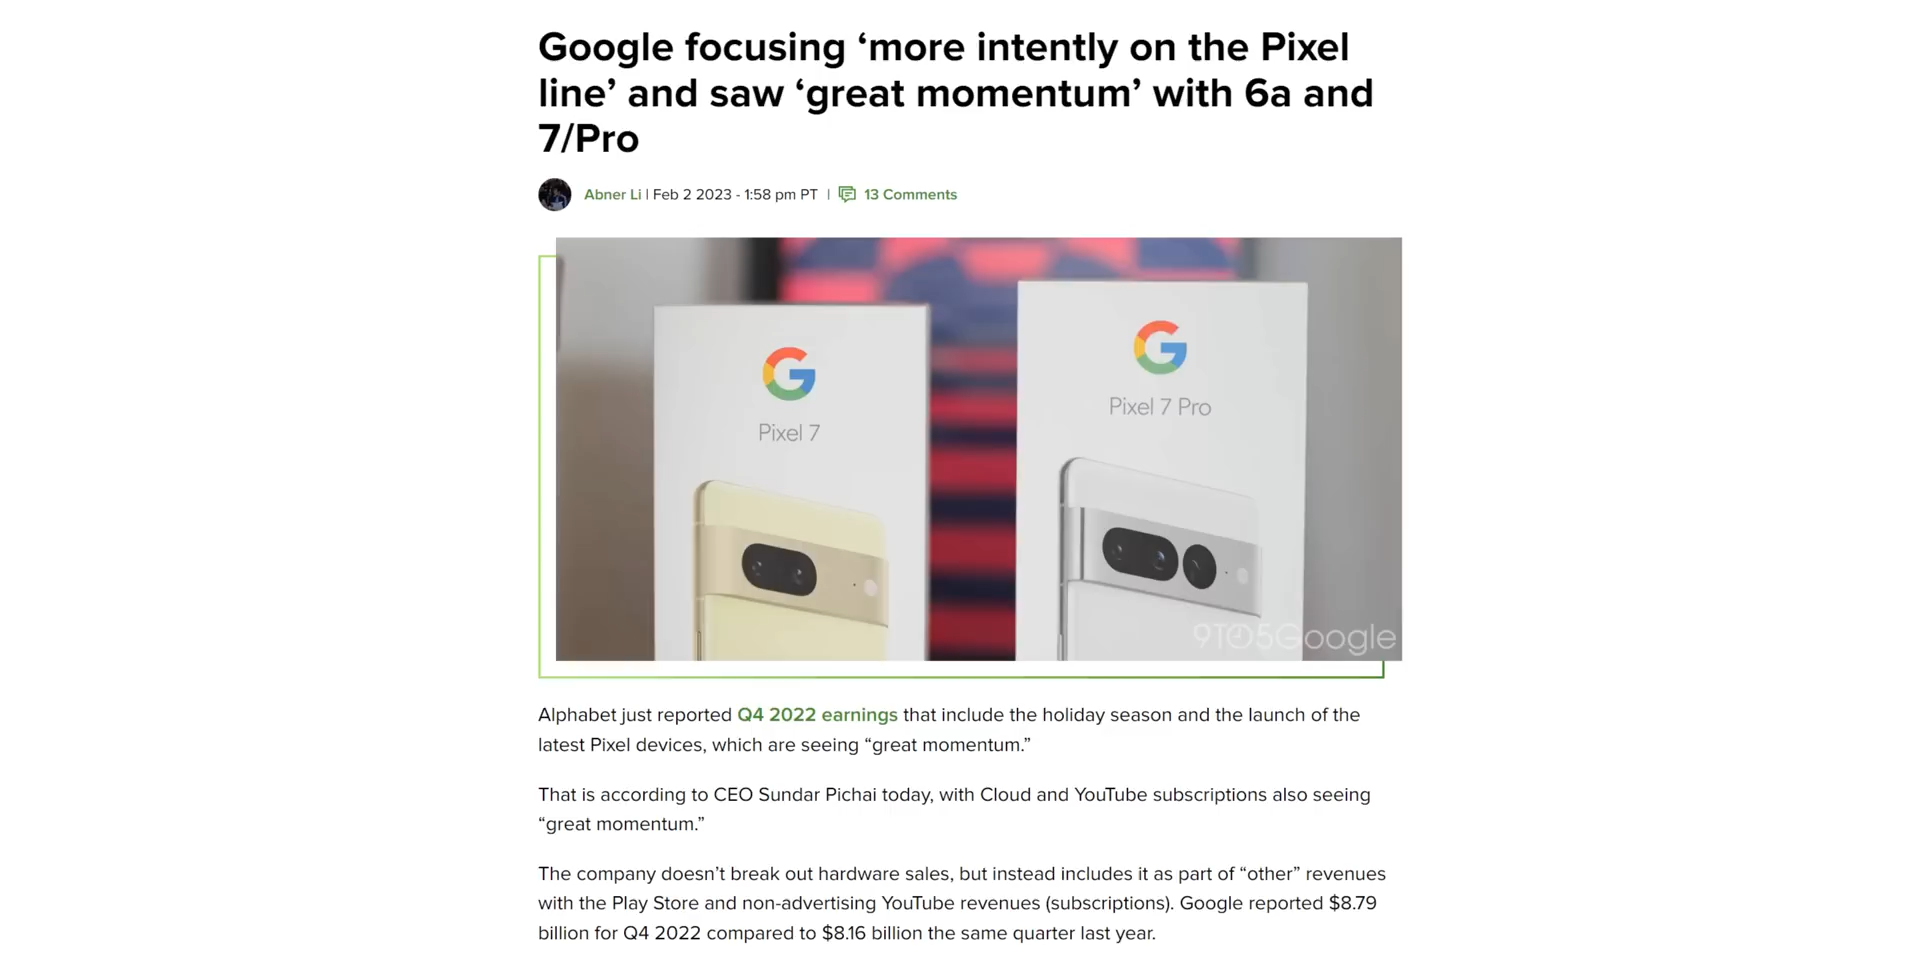 Google focusing ‘more intently on the Pixel
line’ and saw ‘great momentum’ with 6a and
7/Pro
Abner Li | Feb 2 2023 - 1:58 pm PT | 13 Comments
G
Pixel 7
G
Pixel 7 Pro
9TO5Google
Alphabet just reported Q4 2022 earnings that include the holiday season and the launch of the
latest Pixel devices, which are seeing “great momentum.”
That is according to CEO Sundar Pichai today, with Cloud and YouTube subscriptions also seeing
“great momentum.”
The company doesn’t break out hardware sales, but instead includes it as part of “other” revenues
with the Play Store and non-advertising YouTube revenues (subscriptions). Google reported $8.79
billion for Q4 2022 compared to $8.16 billion the same quarter last year.